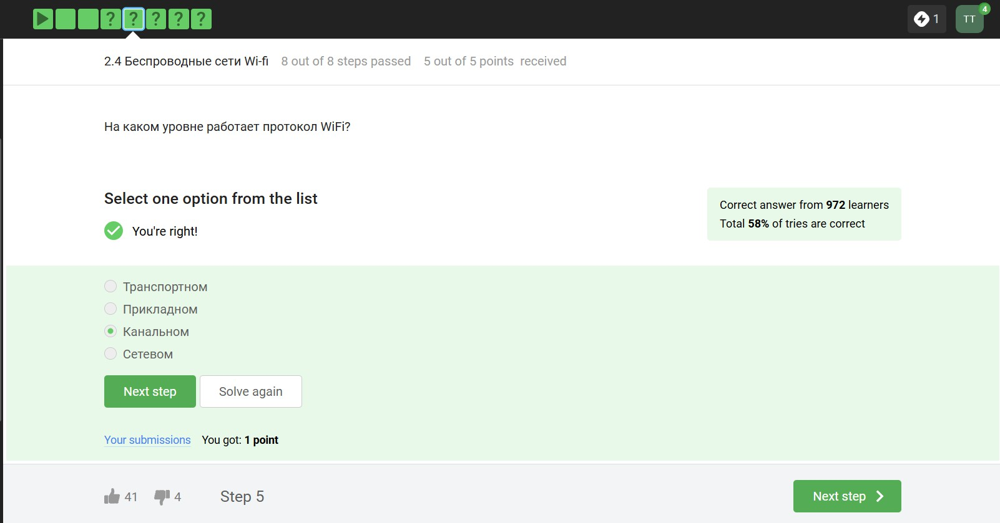 ? ? ? ? ?
1
TT
4
2.4 Беспроводные сети Wi-fi 8 out of 8 steps passed 5 out of 5 points received
На каком уровне работает протокол WiFi?
Select one option from the list
You're right!
Correct answer from 972 learners
Total 58% of tries are correct
Транспортном
Прикладном
Канальном
Сетевом
Next step Solve again
Your submissions You got: 1 point
41 4 Step 5 Next step